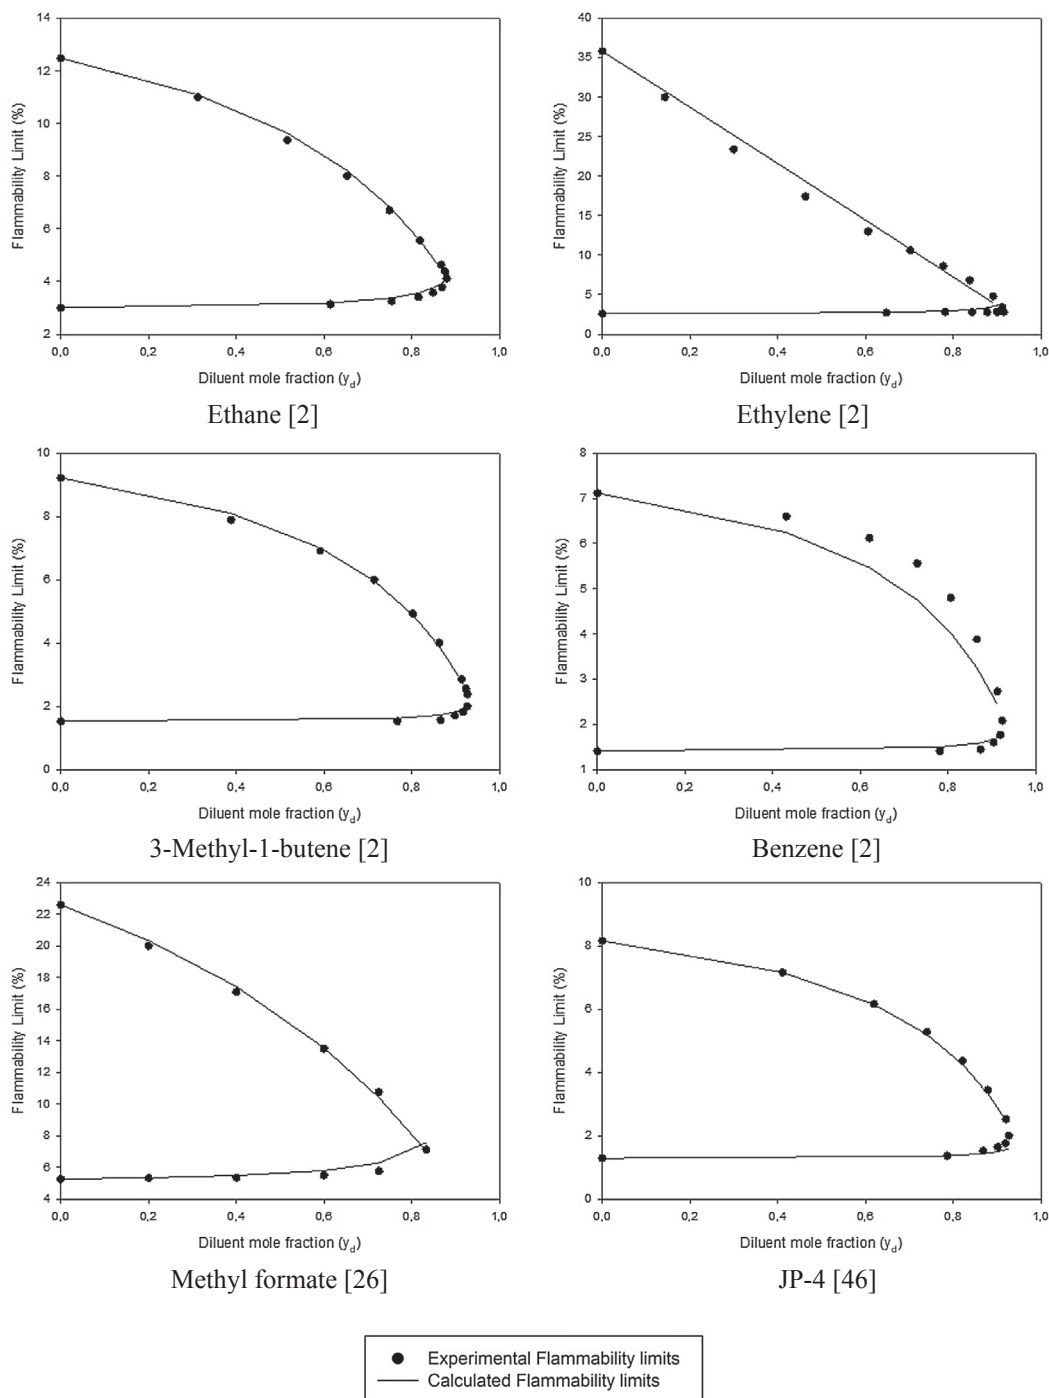 14
12
10
8
6
4
2
Flammability Limit (%)
0,0 0,2 0,4 0,6 0,8 1,0
Diluent mole fraction (y_d)
Ethane [2]
40
35
30
25
20
15
10
5
0
Flammability Limit (%)
0,0 0,2 0,4 0,6 0,8 1,0
Diluent mole fraction (y_d)
Ethylene [2]
10
8
6
4
2
0
Flammability Limit (%)
0,0 0,2 0,4 0,6 0,8 1,0
Diluent mole fraction (y_d)
3-Methyl-1-butene [2]
8
7
6
5
4
3
2
1
Flammability Limit (%)
0,0 0,2 0,4 0,6 0,8 1,0
Diluent mole fraction (y_d)
Benzene [2]
24
22
20
18
16
14
12
10
8
6
4
Flammability Limit (%)
0,0 0,2 0,4 0,6 0,8 1,0
Diluent mole fraction (y_d)
Methyl formate [26]
10
8
6
4
2
0
Flammability Limit (%)
0,0 0,2 0,4 0,6 0,8 1,0
Diluent mole fraction (y_d)
JP-4 [46]
Experimental Flammability limits
Calculated Flammability limits